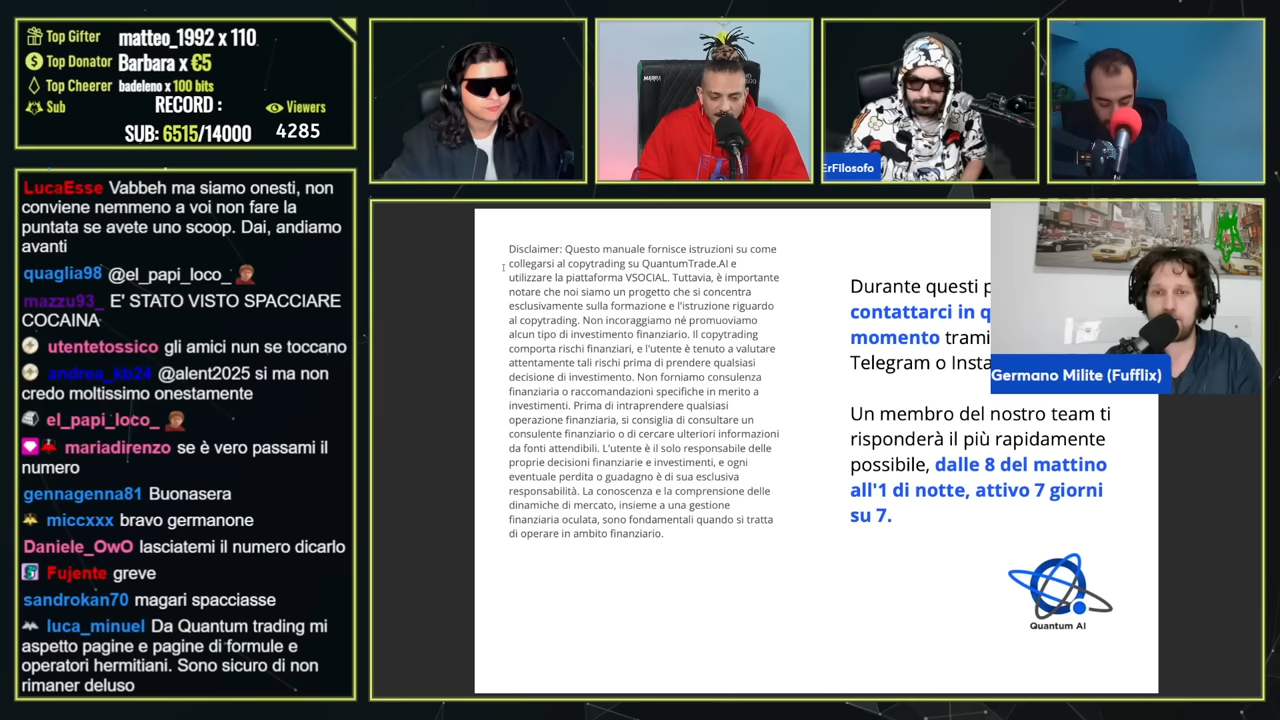 Top Gifter matteo_1992 x 110
Top Donator Barbara x €5
Top Cheerer badeleno x 100 bits
Sub RECORD : Viewers
SUB: 6515/14000 4285
LucaEsse Vabbeh ma siamo onesti, non
conviene nemmeno a voi non fare la
puntata se avete uno scoop. Dai, andiamo
avanti
quaglia98 @el_papi_loco_
mazzu93_ E' STATO VISTO SPACCIARE
COCAINA
utentetossico gli amici nun se toccano
andrea_kb24 @alent2025 si ma non
credo moltissimo onestamente
el_papi_loco_
mariadirenzo se è vero passami il
numero
gennagenna81 Buonasera
miccxxx bravo germanone
Daniele_OwO lasciatemi il numero dicarlo
Fujente greve
sandrokan70 magari spacciasse
luca_minuel Da Quantum trading mi
aspetto pagine e pagine di formule e
operatori hermitiani. Sono sicuro di non
rimaner deluso
ErFIlosofo
Disclaimer: Questo manuale fornisce istruzioni su come
collegarsi al copytrading su QuantumTrade.AI e
utilizzare la piattaforma VSOCIAL. Tuttavia, è importante
notare che noi siamo un progetto che si concentra
esclusivamente sulla formazione e l'istruzione riguardo
al copytrading. Non incoraggiamo né promuoviamo
alcun tipo di investimento finanziario. Il copytrading
comporta rischi finanziari, e l'utente è tenuto a valutare
attentamente tali rischi prima di prendere qualsiasi
decisione di investimento. Non forniamo consulenza
finanziaria o raccomandazioni specifiche in merito a
investimenti. Prima di intraprendere qualsiasi
operazione finanziaria, si consiglia di consultare un
consulente finanziario o di cercare ulteriori informazioni
da fonti attendibili. L'utente è il solo responsabile delle
proprie decisioni finanziarie e investimenti, e ogni
eventuale perdita o guadagno è di sua esclusiva
responsabilità. La conoscenza e la comprensione delle
dinamiche di mercato, insieme a una gestione
finanziaria oculata, sono fondamentali quando si tratta
di operare in ambito finanziario.
Durante questi p
contattarci in q
momento trami
Telegram o Insta
Un membro del nostro team ti
risponderà il più rapidamente
possibile, dalle 8 del mattino
all'1 di notte, attivo 7 giorni
su 7.
Quantum AI
Germano Milite (Fufflix)